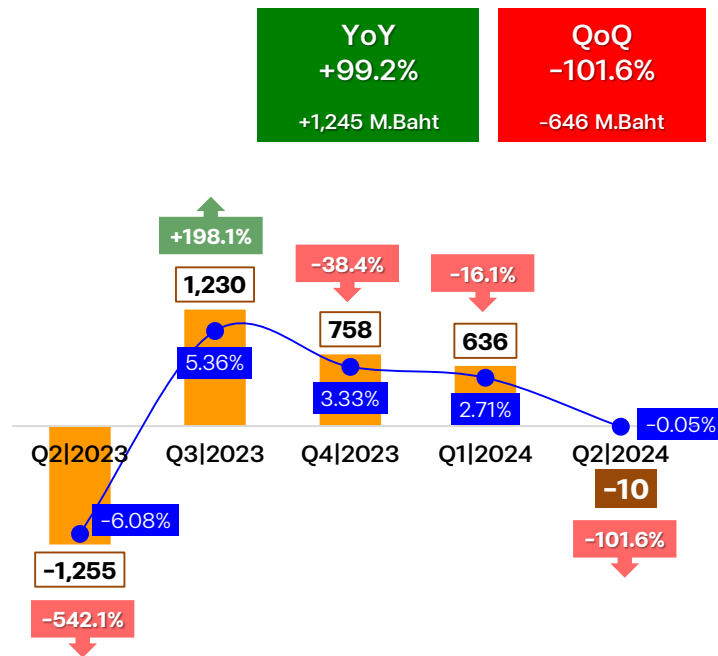 YoY
+99.2%
+1,245 M.Baht
QoQ
-101.6%
-646 M.Baht
+198.1%
-38.4%
-16.1%
1,230
758
636
5.36%
3.33%
2.71%
-0.05%
Q2|2023
Q3|2023
Q4|2023
Q1|2024
Q2|2024
-6.08%
-10
-1,255
-101.6%
-542.1%